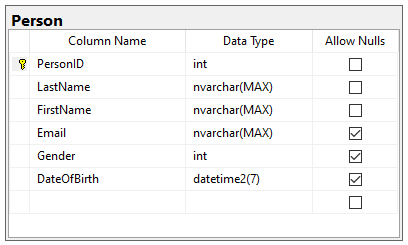 Person
Column Name Data Type Allow Nulls
PersonID int
LastName nvarchar(MAX)
FirstName nvarchar(MAX)
Email nvarchar(MAX)
Gender int
DateOfBirth datetime2(7)